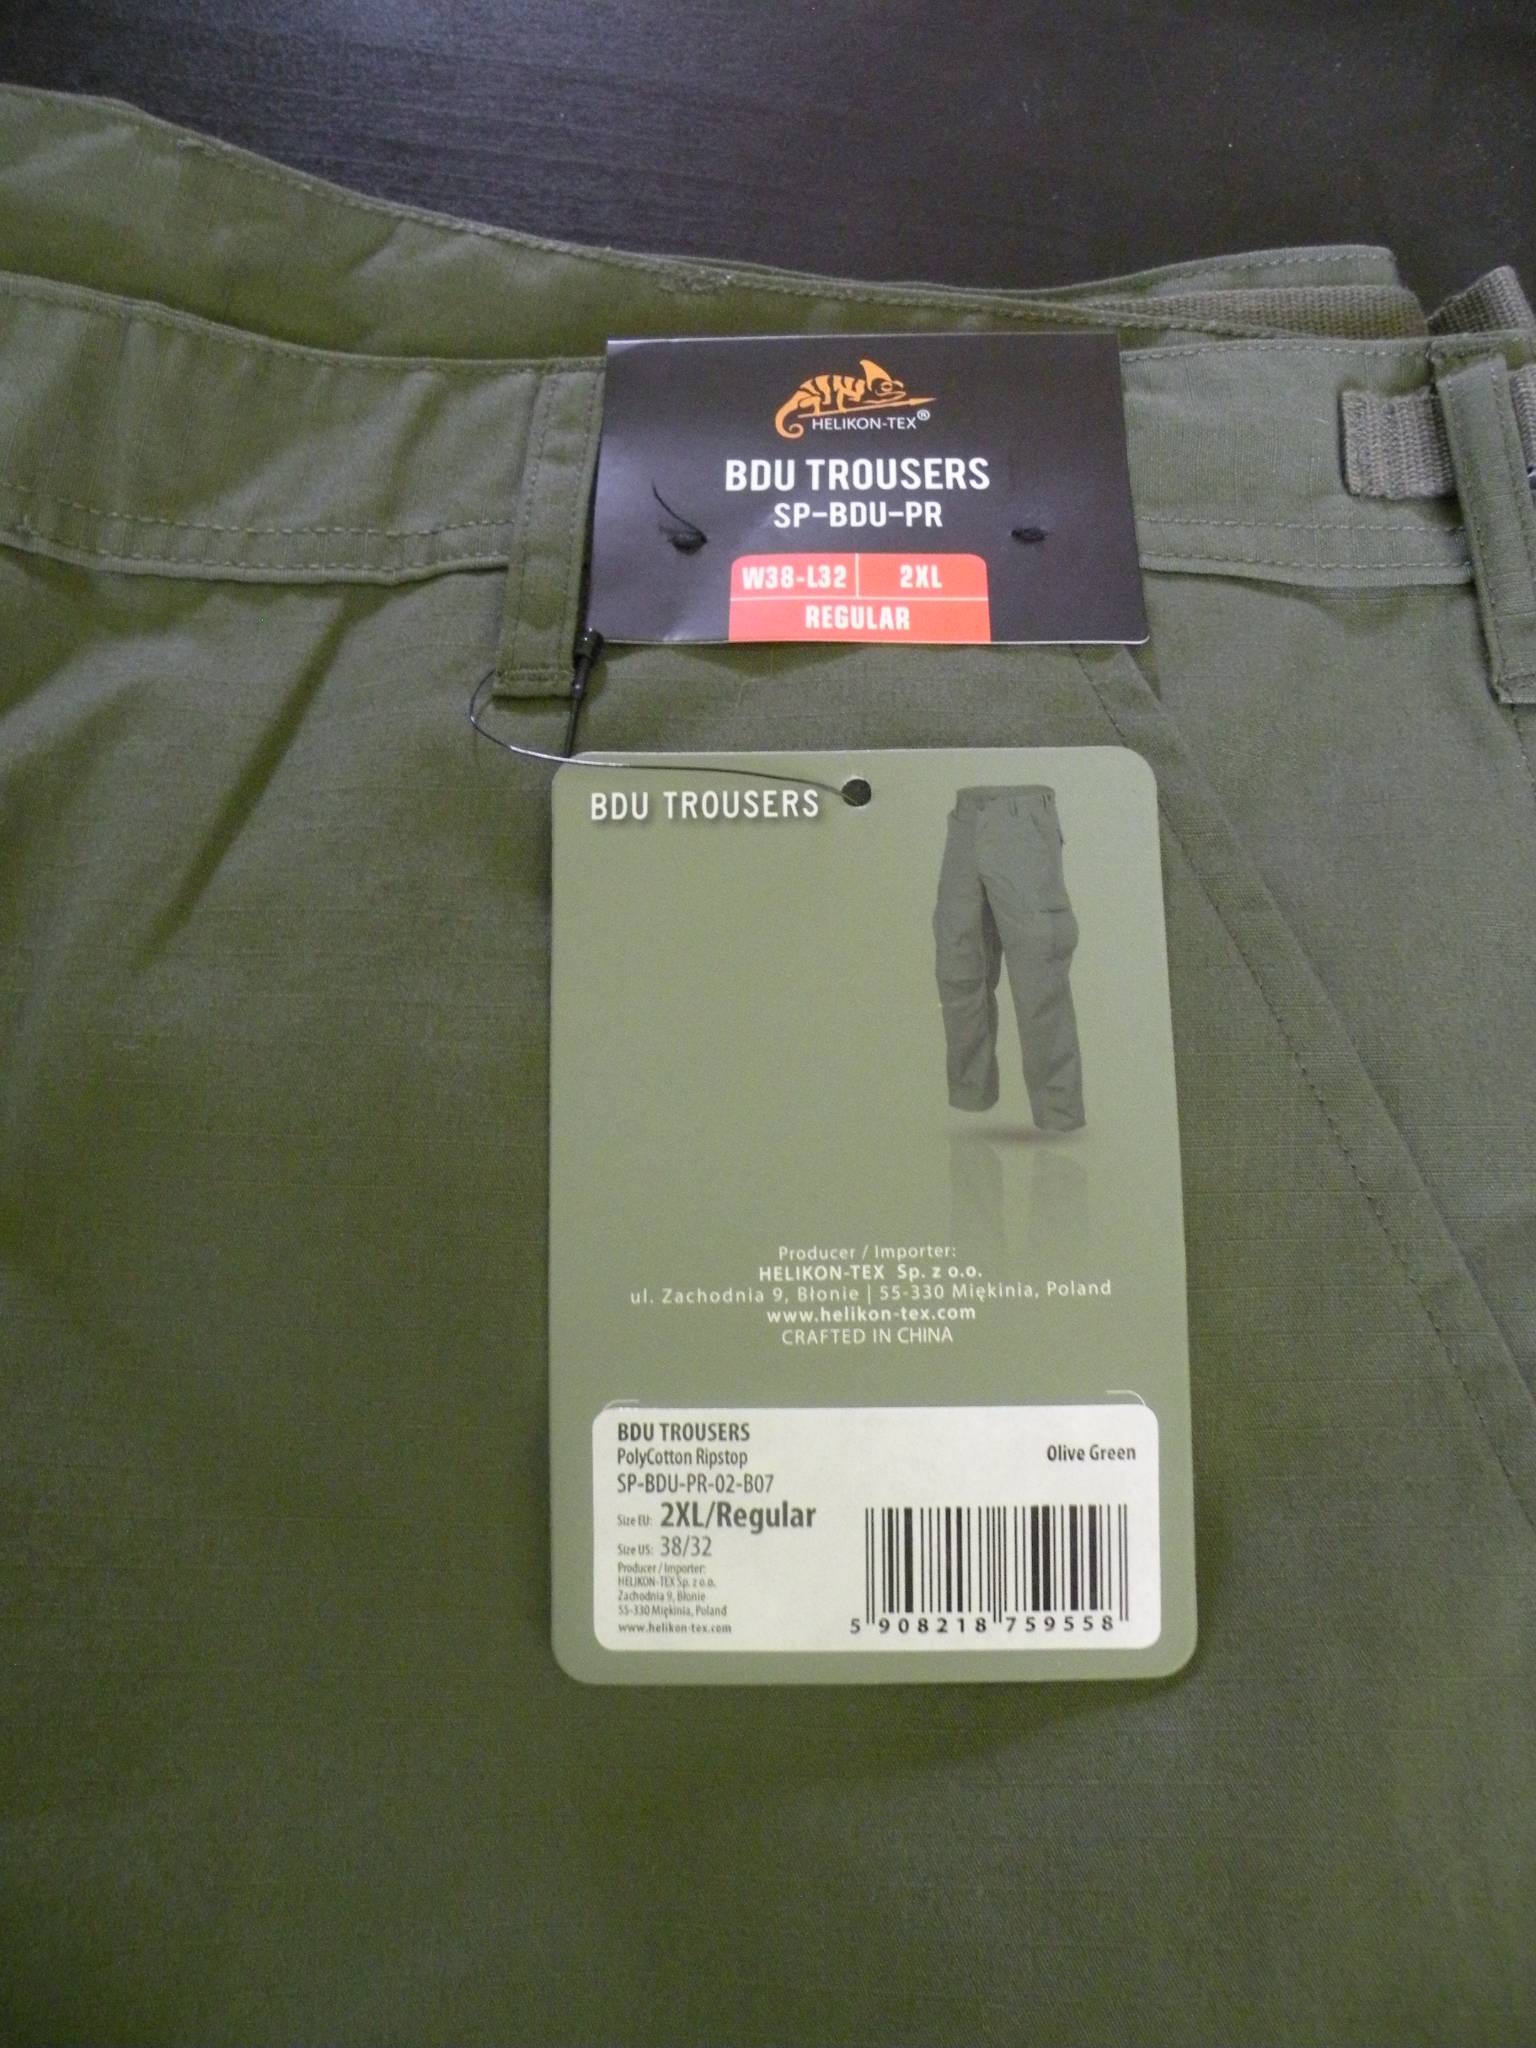 HELIKON-TEX®
BDU TROUSERS
SP-BDU-PR
W38-L32 2XL
REGULAR
BDU TROUSERS
Producer / Importer:
HELIKON-TEX Sp. z o.o.
ul. Zachodnia 9, Błonie | 55-330 Miękinia, Poland
www.helikon-tex.com
CRAFTED IN CHINA
BDU TROUSERS
PolyCotton Ripstop
Olive Green
SP-BDU-PR-02-B07
Size EU: 2XL/Regular
Size US: 38/32
Producer / Importer:
HELIKON-TEX Sp. z o.o.
Zachodnia 9, Błonie
55-330 Miękinia, Poland
www.helikon-tex.com
5 908218 759558